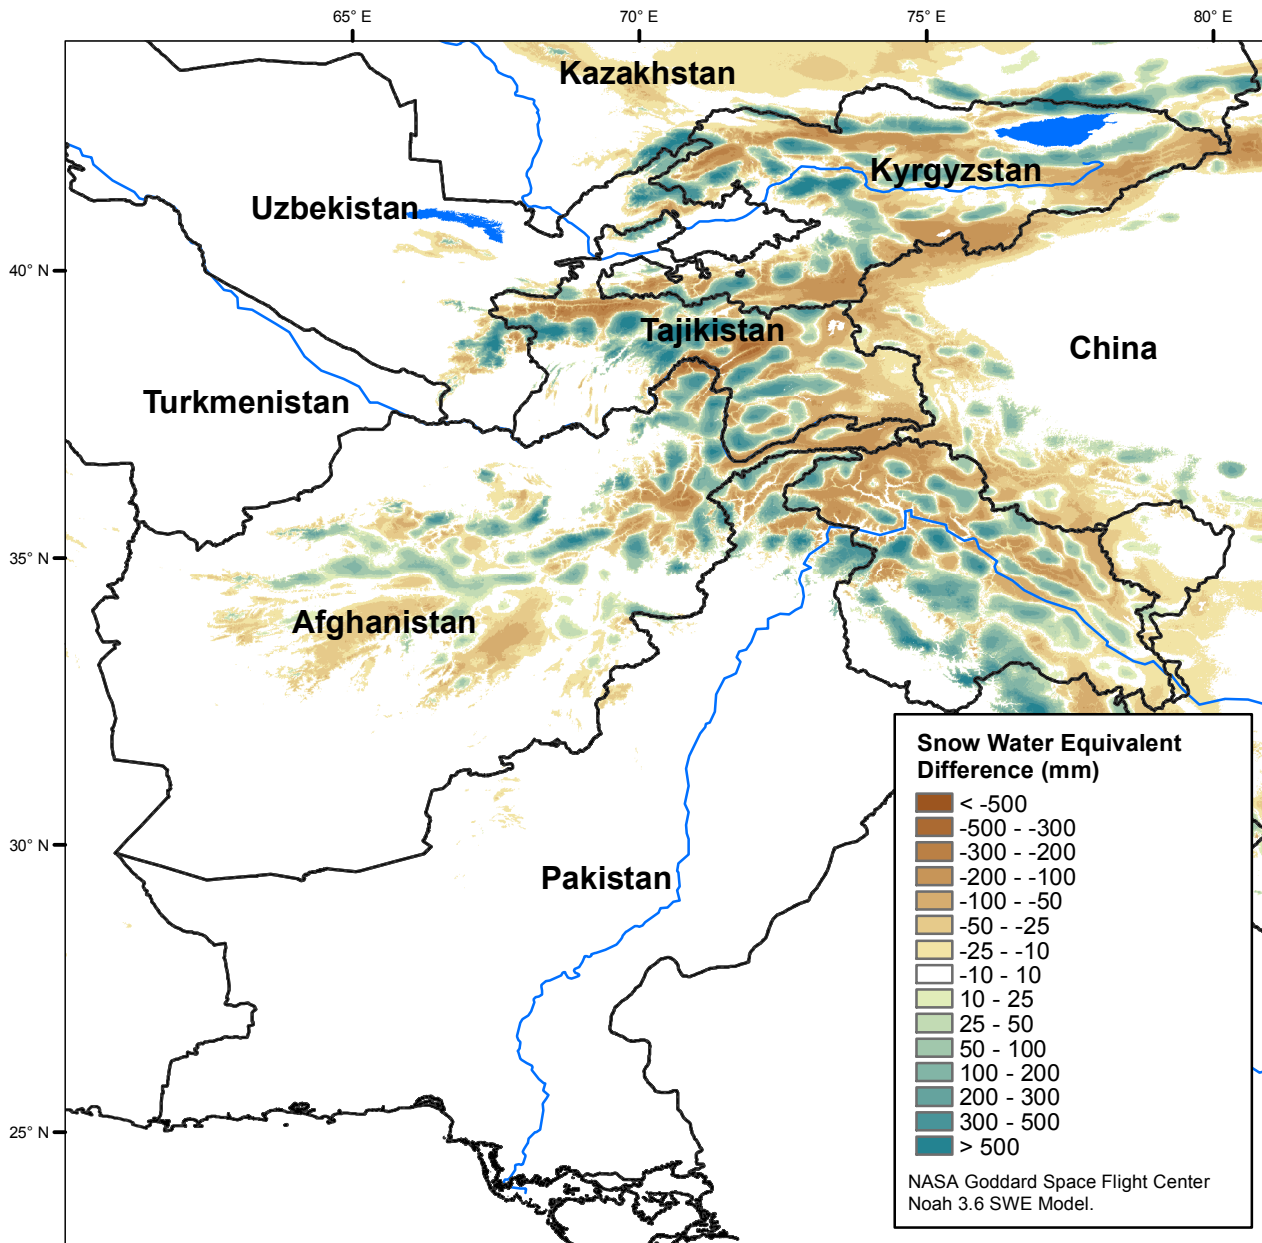 65° E
70° E
75° E
80° E
Kazakhstan
Kyrgyzstan
Uzbekistan
40° N
Tajikistan
China
Turkmenistan
35° N
Afghanistan
Snow Water Equivalent
Difference (mm)
< -500
-500 - -300
-300 - -200
-200 - -100
-100 - -50
-50 - -25
-25 - -10
-10 - 10
10 - 25
25 - 50
50 - 100
100 - 200
200 - 300
300 - 500
> 500
NASA Goddard Space Flight Center
Noah 3.6 SWE Model.
30° N
Pakistan
25° N